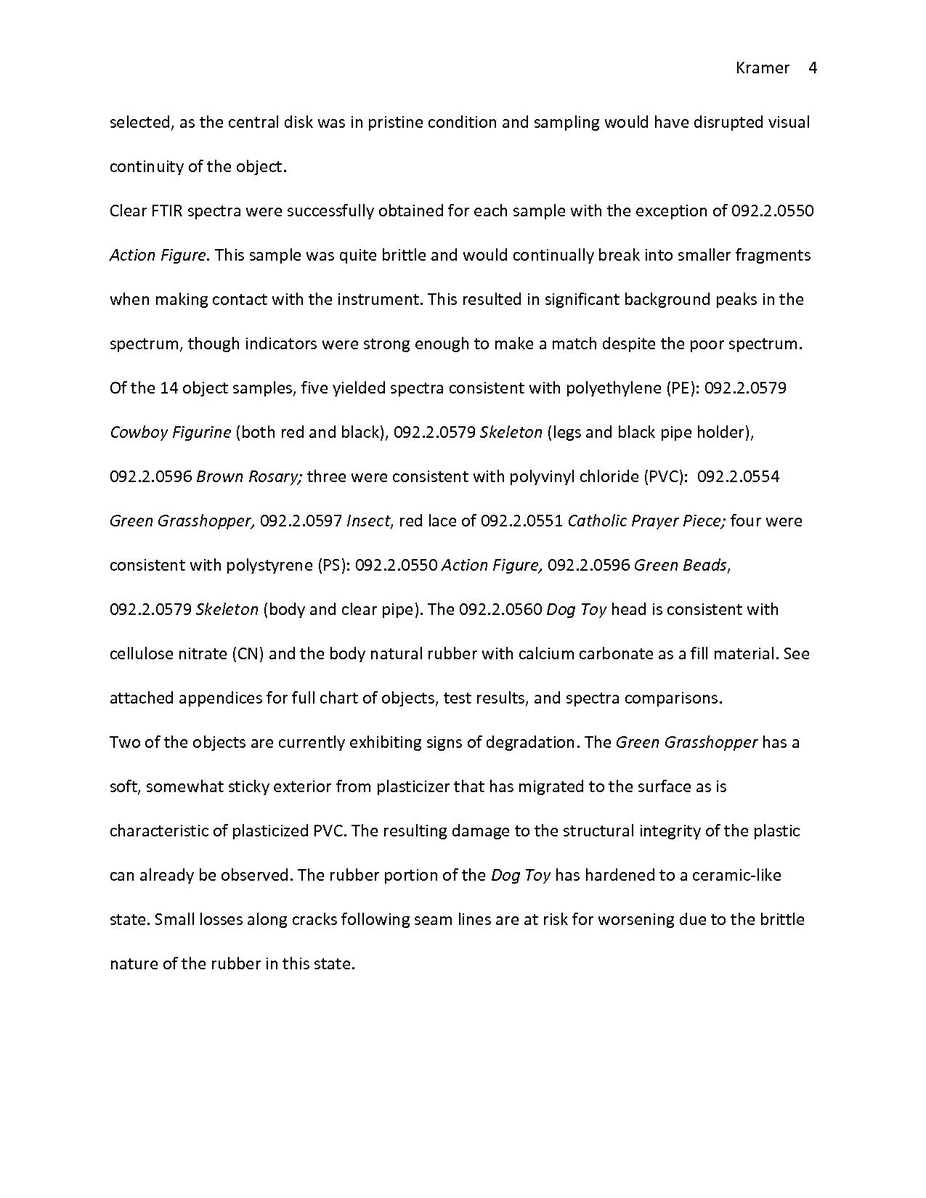 Kramer 4
selected, as the central disk was in pristine condition and sampling would have disrupted visual
continuity of the object.
Clear FTIR spectra were successfully obtained for each sample with the exception of 092.2.0550
Action Figure. This sample was quite brittle and would continually break into smaller fragments
when making contact with the instrument. This resulted in significant background peaks in the
spectrum, though indicators were strong enough to make a match despite the poor spectrum.
Of the 14 object samples, five yielded spectra consistent with polyethylene (PE): 092.2.0579
Cowboy Figurine (both red and black), 092.2.0579 Skeleton (legs and black pipe holder),
092.2.0596 Brown Rosary; three were consistent with polyvinyl chloride (PVC):  092.2.0554
Green Grasshopper, 092.2.0597 Insect, red lace of 092.2.0551 Catholic Prayer Piece; four were
consistent with polystyrene (PS): 092.2.0550 Action Figure, 092.2.0596 Green Beads,
092.2.0579 Skeleton (body and clear pipe). The 092.2.0560 Dog Toy head is consistent with
cellulose nitrate (CN) and the body natural rubber with calcium carbonate as a fill material. See
attached appendices for full chart of objects, test results, and spectra comparisons.
Two of the objects are currently exhibiting signs of degradation. The Green Grasshopper has a
soft, somewhat sticky exterior from plasticizer that has migrated to the surface as is
characteristic of plasticized PVC. The resulting damage to the structural integrity of the plastic
can already be observed. The rubber portion of the Dog Toy has hardened to a ceramic-like
state. Small losses along cracks following seam lines are at risk for worsening due to the brittle
nature of the rubber in this state.